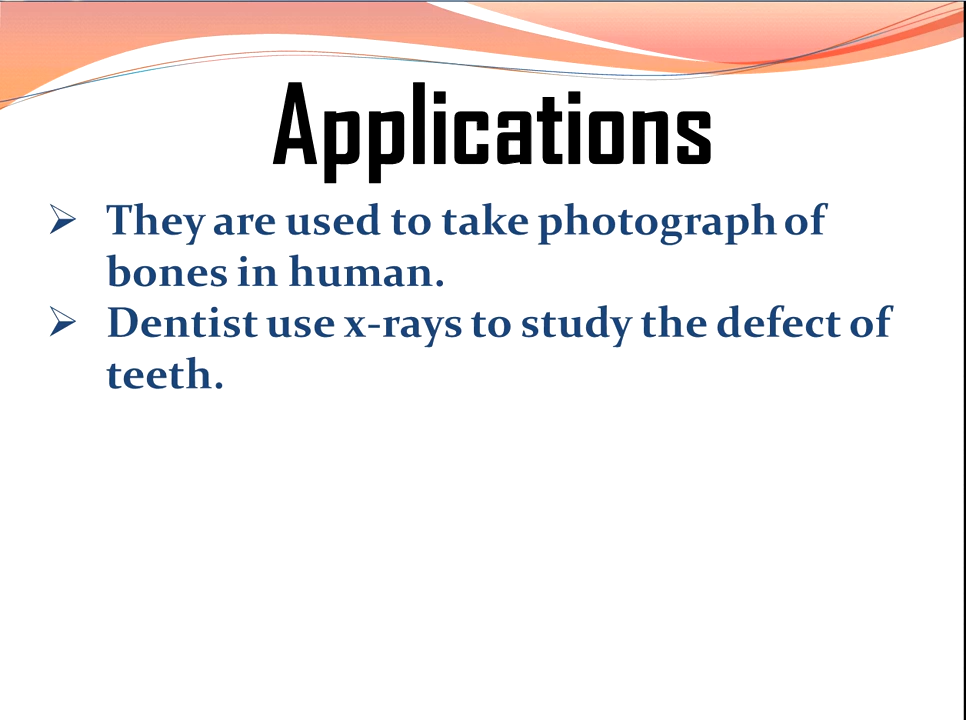 Applications
➢ They are used to take photograph of
bones in human.
➢ Dentist use x-rays to study the defect of
teeth.